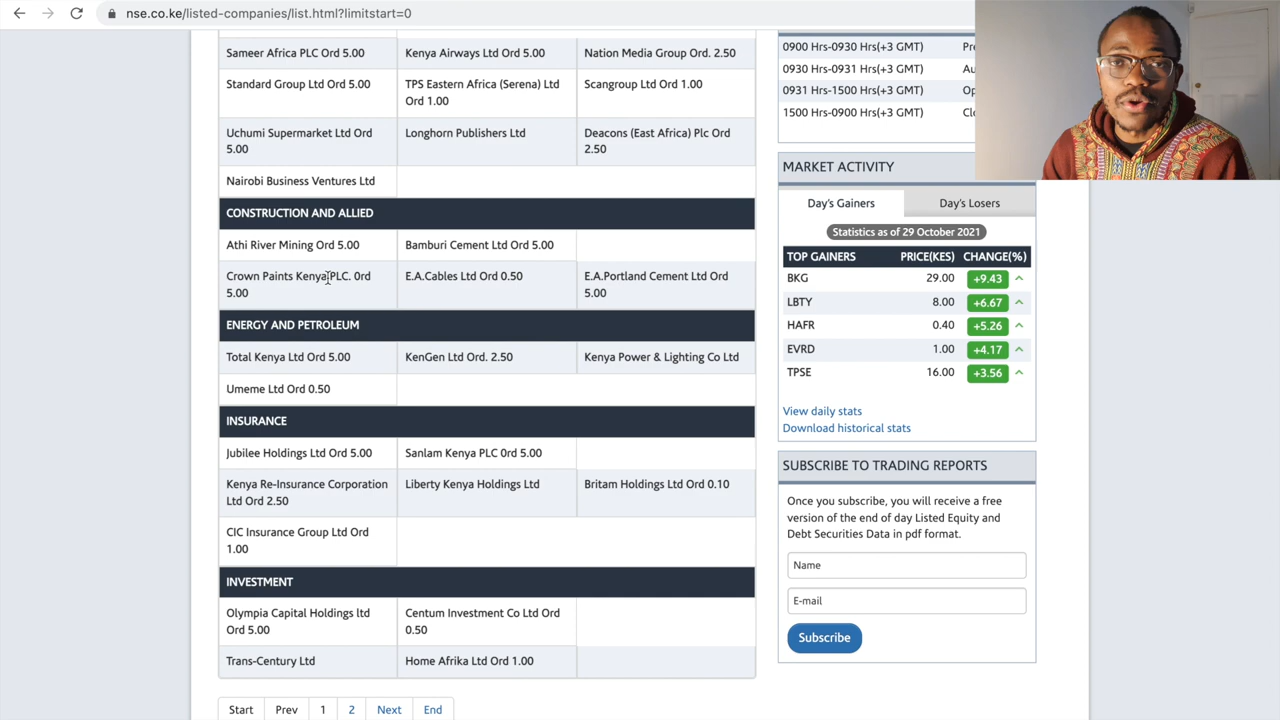 nse.co.ke/listed-companies/list.html?limitstart=0
Sameer Africa PLC Ord 5.00
Kenya Airways Ltd Ord 5.00
Nation Media Group Ord. 2.50
Standard Group Ltd Ord 5.00
TPS Eastern Africa (Serena) Ltd
Ord 1.00
Scangroup Ltd Ord 1.00
Uchumi Supermarket Ltd Ord
5.00
Longhorn Publishers Ltd
Deacons (East Africa) Plc Ord
2.50
Nairobi Business Ventures Ltd
CONSTRUCTION AND ALLIED
Athi River Mining Ord 5.00
Bamburi Cement Ltd Ord 5.00
Crown Paints Kenya PLC. 0rd
5.00
E.A.Cables Ltd Ord 0.50
E.A.Portland Cement Ltd Ord
5.00
ENERGY AND PETROLEUM
Total Kenya Ltd Ord 5.00
KenGen Ltd Ord. 2.50
Kenya Power & Lighting Co Ltd
Umeme Ltd Ord 0.50
INSURANCE
Jubilee Holdings Ltd Ord 5.00
Sanlam Kenya PLC 0rd 5.00
Kenya Re-Insurance Corporation
Ltd Ord 2.50
Liberty Kenya Holdings Ltd
Britam Holdings Ltd Ord 0.10
CIC Insurance Group Ltd Ord
1.00
INVESTMENT
Olympia Capital Holdings ltd
Ord 5.00
Centum Investment Co Ltd Ord
0.50
Trans-Century Ltd
Home Afrika Ltd Ord 1.00
Start Prev 1 2 Next End
0900 Hrs-0930 Hrs(+3 GMT) Pre
0930 Hrs-0931 Hrs(+3 GMT) Au
0931 Hrs-1500 Hrs(+3 GMT) Op
1500 Hrs-0900 Hrs(+3 GMT) Clo
MARKET ACTIVITY
Day's Gainers Day's Losers
Statistics as of 29 October 2021
TOP GAINERS PRICE(KES) CHANGE(%)
BKG 29.00 +9.43
LBTY 8.00 +6.67
HAFR 0.40 +5.26
EVRD 1.00 +4.17
TPSE 16.00 +3.56
View daily stats
Download historical stats
SUBSCRIBE TO TRADING REPORTS
Once you subscribe, you will receive a free
version of the end of day Listed Equity and
Debt Securities Data in pdf format.
Name
E-mail
Subscribe